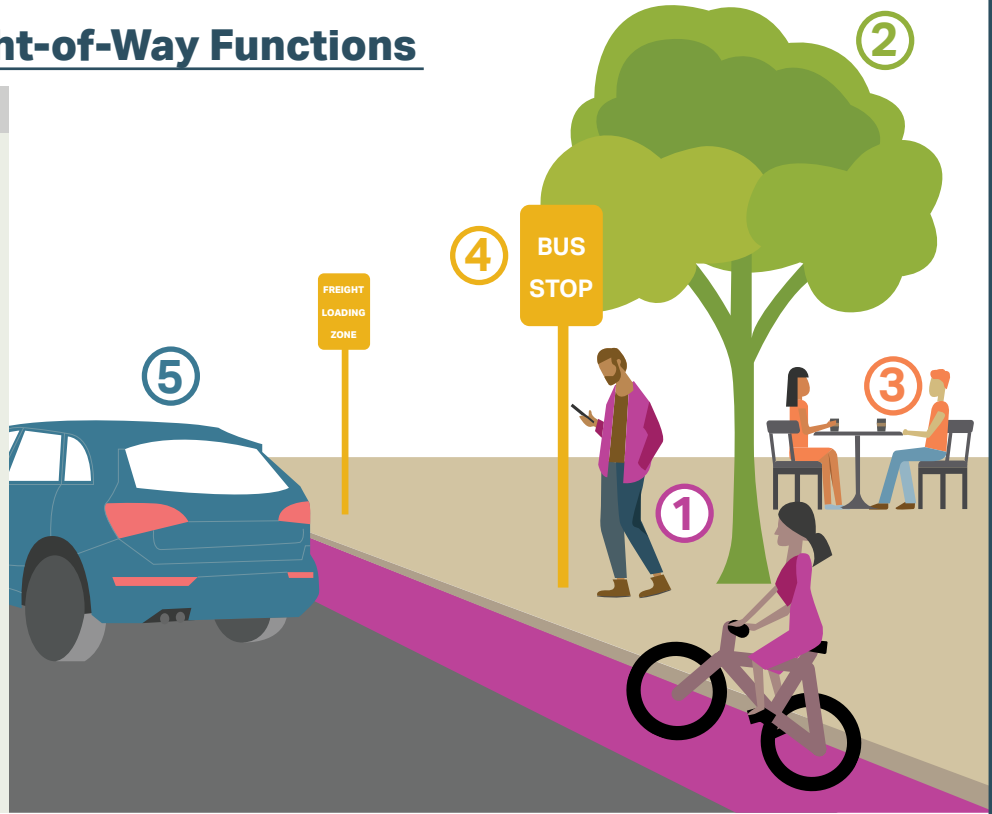 nt-of-Way Functions
2
4
BUS
STOP
FREIGHT
LOADING
ZONE
5
3
1